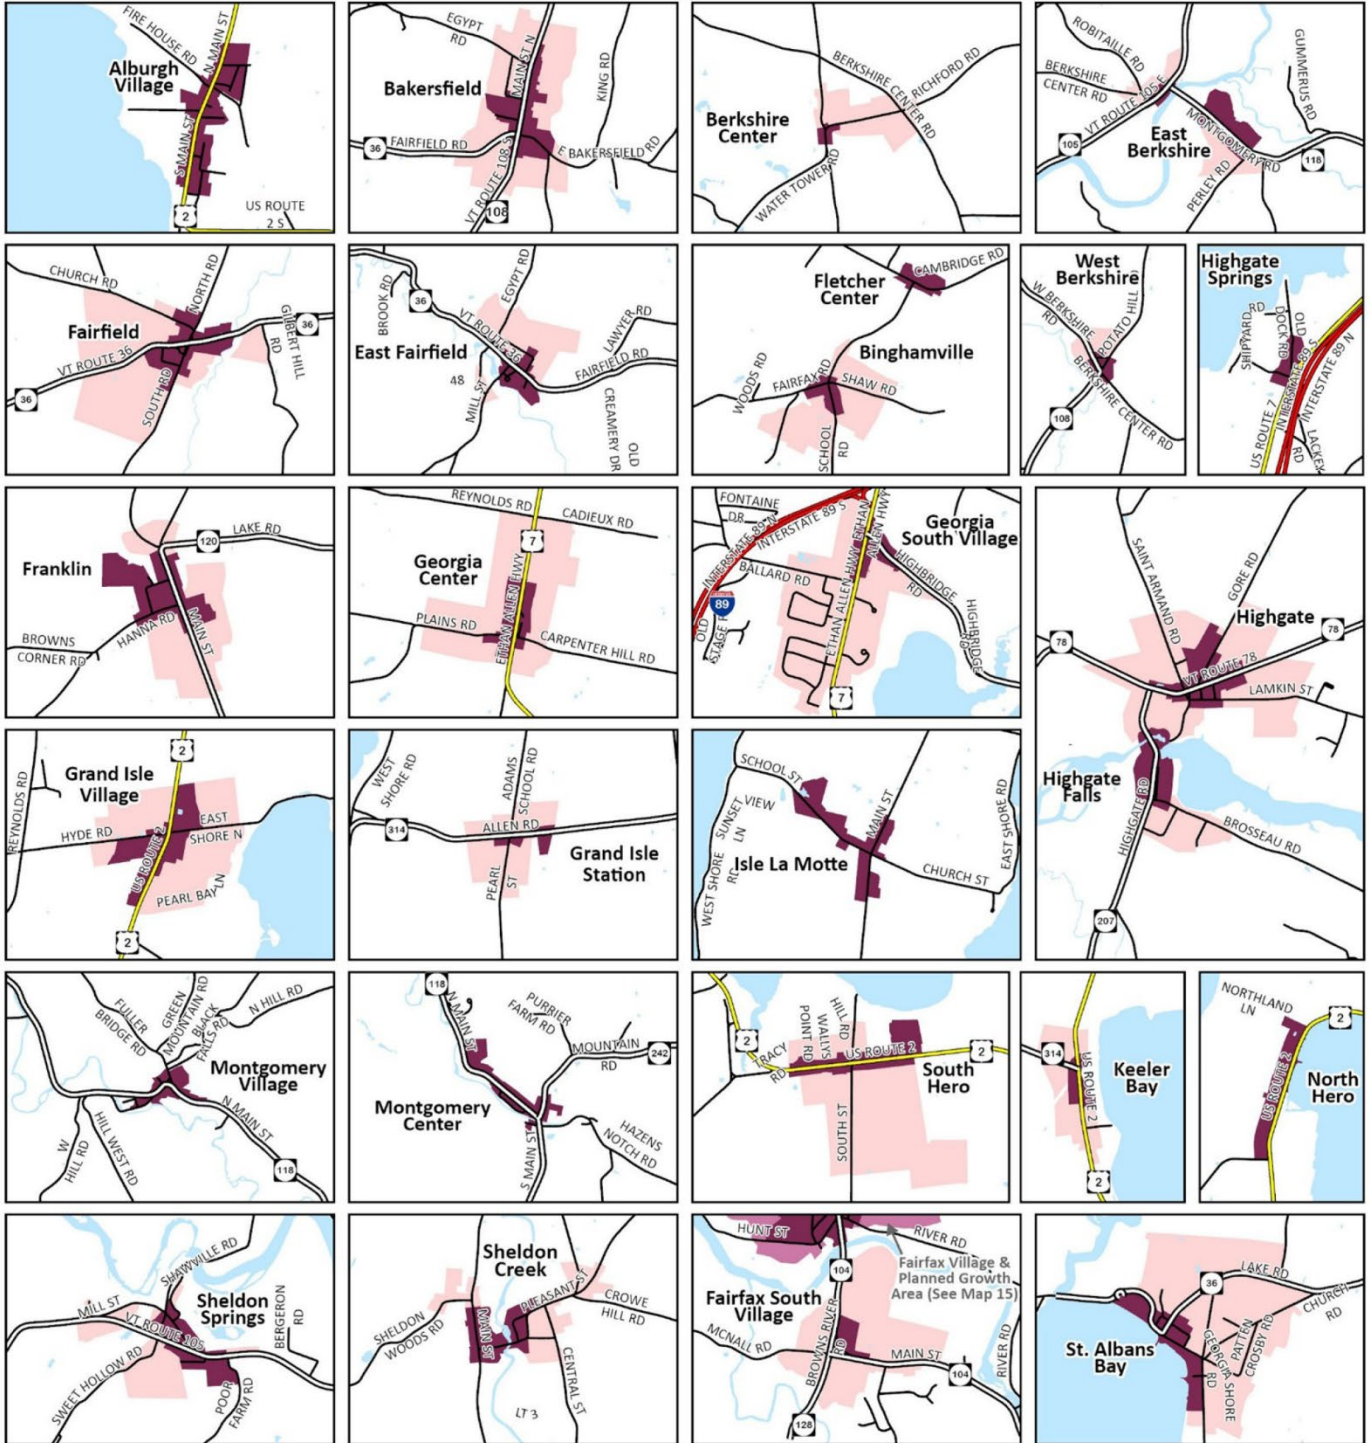 FIRE HOUSE RD
N MAIN ST
Alburgh
Village
S MAIN ST
2
US ROUTE
2 S
EGYPT
RD
MAIN ST N
KING RD
Bakersfield
36
FAIRFIELD RD
E BAKERSFIELD RD
VT ROUTE 108 S
108
BERKSHIRE CENTER RD
RICHFORD RD
Berkshire
Center
WATER TOWER RD
ROBITAILLE RD
GUMMERUS RD
BERKSHIRE
CENTER RD
VT ROUTE 105 E
105
East
Berkshire
MONTGOMERY RD
118
PERLEY RD
CHURCH RD
NORTH RD
Fairfield
36
GILBERT HILL
RD
VT ROUTE 36
36
SOUTH RD
BROOK RD
36
EGYPT RD
VT ROUTE 36
LAWYER RD
East Fairfield
FAIRFIELD RD
48
MILL ST
OLD
CREAMERY DR
CAMBRIDGE RD
Fletcher
Center
Binghamville
WOODS RD
FAIRFAX RD
SHAW RD
SCHOOL
RD
West
Berkshire
W BERKSHIRE
RD
POTATO HILL
BERKSHIRE CENTER RD
108
Highgate
Springs
SHIPYARD
RD
OLD
DOCK RD
INTERSTATE 89 S
INTERSTATE 89 N
US ROUTE 7
LACKEY
RD
LAKE RD
120
Franklin
HANNA RD
MAIN ST
BROWNS
CORNER RD
REYNOLDS RD
CADIEUX RD
7
Georgia
Center
ETHAN ALLEN HWY
PLAINS RD
CARPENTER HILL RD
FONTAINE
DR
INTERSTATE 89 N
INTERSTATE 89 S
ETHAN
ALLEN HWY
Georgia
South Village
BALLARD RD
HIGHBRIDGE
RD
89
OLD
STAGE R
ETHAN ALLEN HWY
HIGHBRIDGE
RD
7
SAINT ARMAND RD
GORE RD
Highgate
78
78
VT ROUTE 78
LAMKIN ST
Highgate
Falls
HIGHGATE RD
BROSSEAU RD
207
2
REYNOLDS RD
Grand Isle
Village
HYDE RD
EAST
SHORE N
US ROUTE 2
PEARL BAY LN
2
WEST
SHORE RD
ADAMS
SCHOOL RD
314
ALLEN RD
Grand Isle
Station
PEARL
ST
SCHOOL ST
SUNSET
VIEW
LN
MAIN ST
EAST SHORE RD
Isle La Motte
WEST SHORE
RD
CHURCH ST
FULLER
BRIDGE RD
GREEN
MOUNTAIN RD
BLACK
FALLS RD
N HILL RD
Montgomery
Village
N MAIN ST
W
HILL RD
HILL WEST RD
118
118
N MAIN ST
PURRIER
FARM RD
MOUNTAIN
RD
242
Montgomery
Center
S MAIN ST
HAZENS
NOTCH RD
2
TRACY
RD
WALLYS
POINT RD
HILL RD
US ROUTE 2
2
South
Hero
SOUTH ST
314
US ROUTE 2
Keeler
Bay
2
NORTHLAND
LN
2
US ROUTE 2
North
Hero
SHAWVILLE RD
MILL ST
VT ROUTE 105
Sheldon
Springs
BERGERON
RD
SWEET HOLLOW RD
POOR
FARM RD
Sheldon
Creek
PLEASANT ST
CROWE
HILL RD
SHELDON
WOODS RD
MAIN ST
CENTRAL ST
LT 3
HUNT ST
RIVER RD
104
Fairfax Village &
Planned Growth
Area (See Map 15)
Fairfax South
Village
MCNALL RD
BROWNS RIVER
RD
MAIN ST
104
RIVER RD
128
LAKE RD
36
CHURCH
RD
St. Albans
Bay
GEORGIA SHORE
RD
PATTEN
CROSBY RD